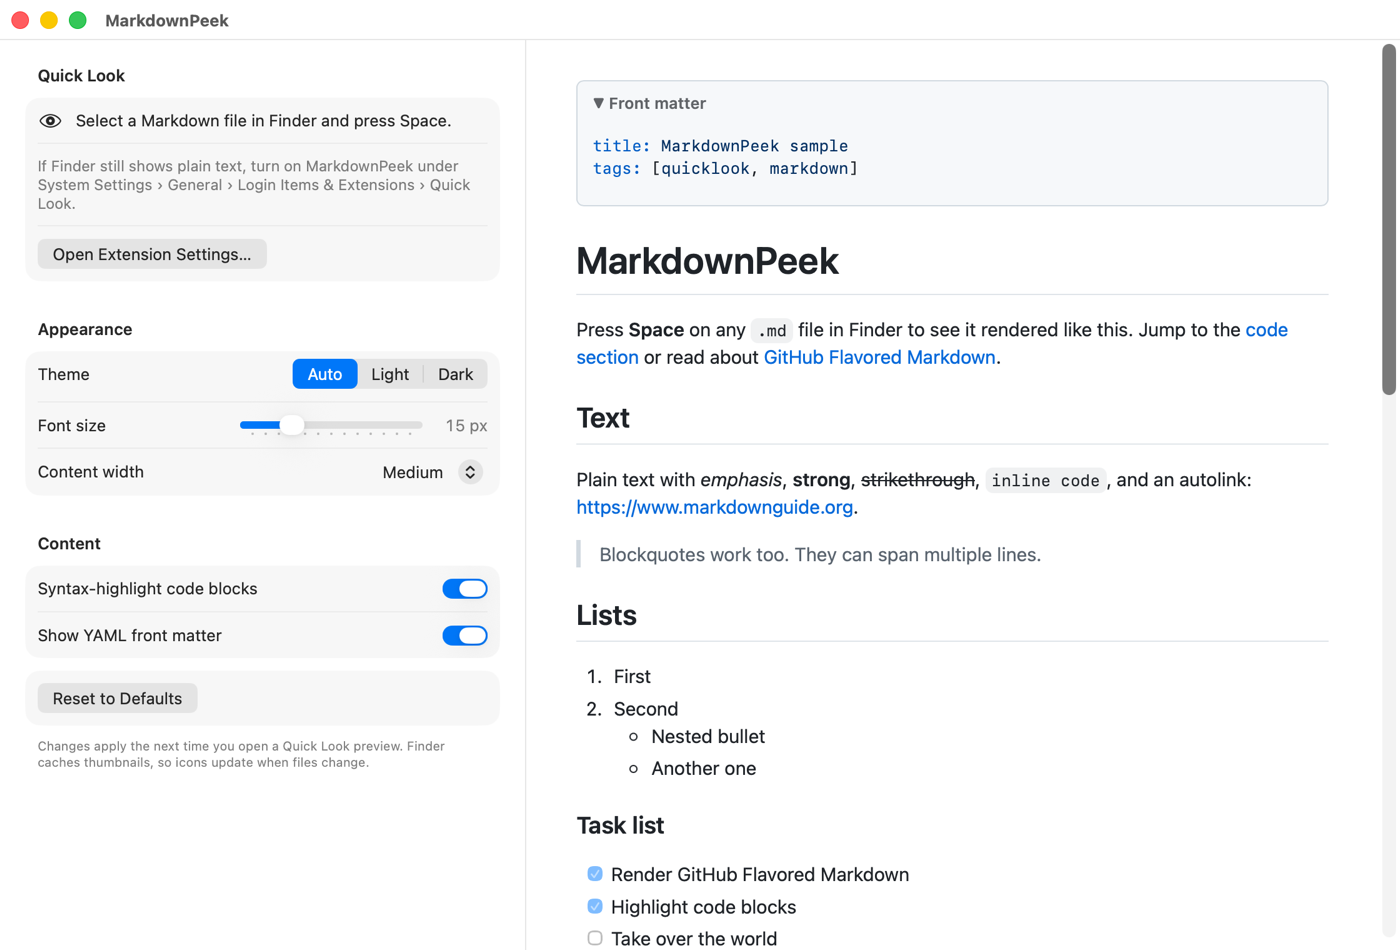 MarkdownPeek
Quick Look
Select a Markdown file in Finder and press Space.
If Finder still shows plain text, turn on MarkdownPeek under
System Settings › General › Login Items & Extensions › Quick
Look.
Open Extension Settings...
Appearance
Theme
Auto
Light
Dark
Font size
15 px
Content width
Medium
Content
Syntax-highlight code blocks
Show YAML front matter
Reset to Defaults
Changes apply the next time you open a Quick Look preview. Finder
caches thumbnails, so icons update when files change.
▼ Front matter
title: MarkdownPeek sample
tags: [quicklook, markdown]
MarkdownPeek
Press Space on any .md file in Finder to see it rendered like this. Jump to the code
section or read about GitHub Flavored Markdown.
Text
Plain text with emphasis, strong, strikethrough, inline code, and an autolink:
https://www.markdownguide.org.
Blockquotes work too. They can span multiple lines.
Lists
1. First
2. Second
Nested bullet
Another one
Task list
Render GitHub Flavored Markdown
Highlight code blocks
Take over the world